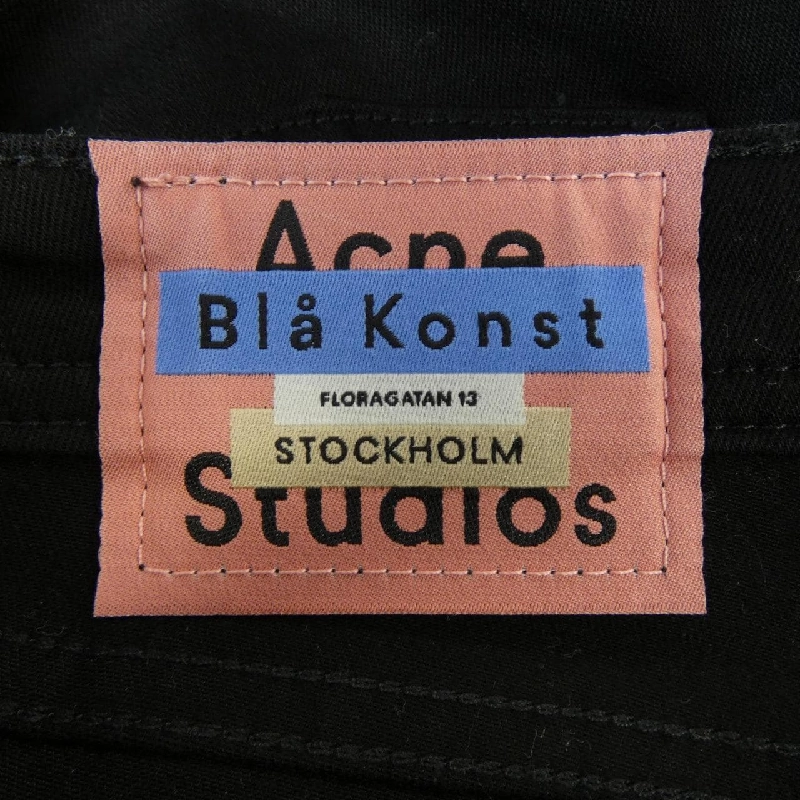 Acne
Blå Konst
FLORAGATAN 13
STOCKHOLM
Studios